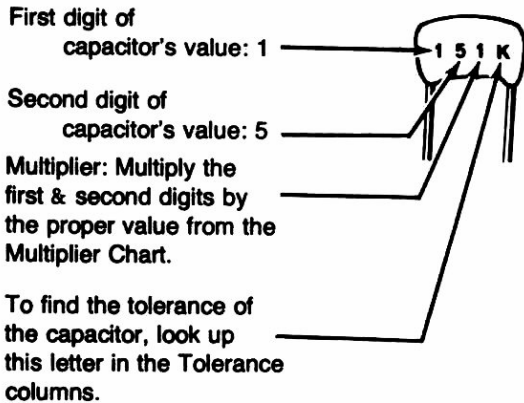 First digit of
capacitor's value: 1
1 5 1 K
Second digit of
capacitor's value: 5
Multiplier: Multiply the
first & second digits by
the proper value from the
Multiplier Chart.
To find the tolerance of
the capacitor, look up
this letter in the Tolerance
columns.